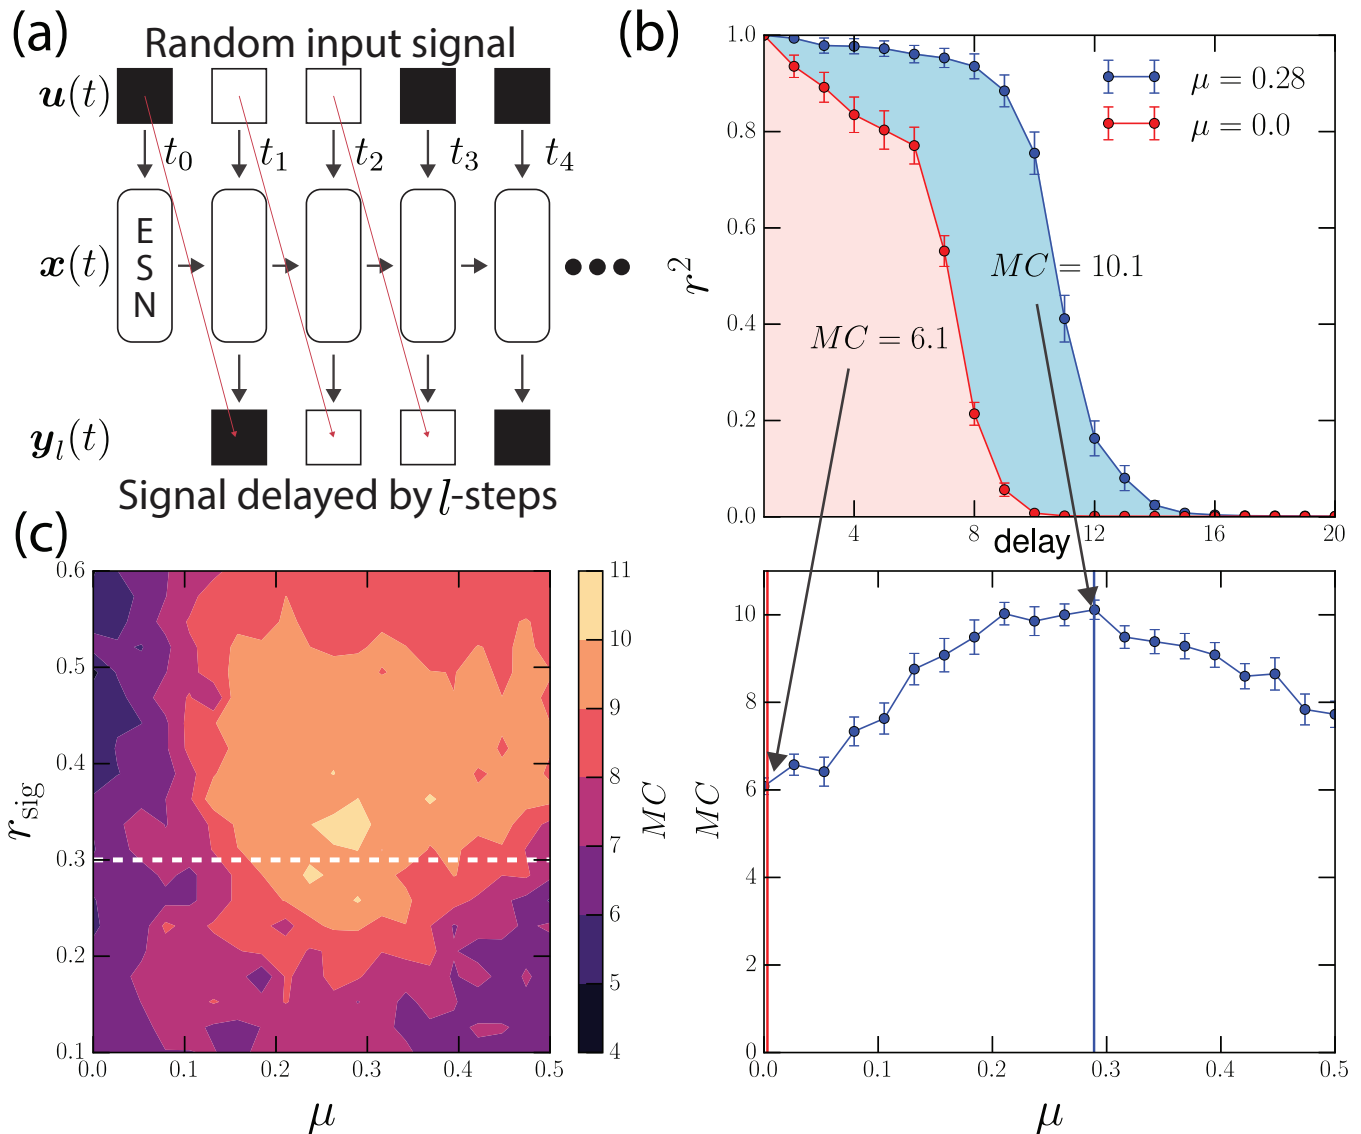 (a)
Random input signal
u(t)
t0 t1 t2 t3 t4
E
S
N
x(t)
yl(t)
Signal delayed by l-steps
(b)
1.0
0.8
0.6
0.4
0.2
0.0
r²
μ = 0.28
μ = 0.0
MC = 10.1
MC = 6.1
4 8 12 16 20
delay
10
8
6
4
2
0
MC
0.0 0.1 0.2 0.3 0.4 0.5
μ
(c)
0.6
0.5
0.4
0.3
0.2
0.1
rsig
0.0 0.1 0.2 0.3 0.4 0.5
μ
11
10
9
8
7
6
5
4
MC